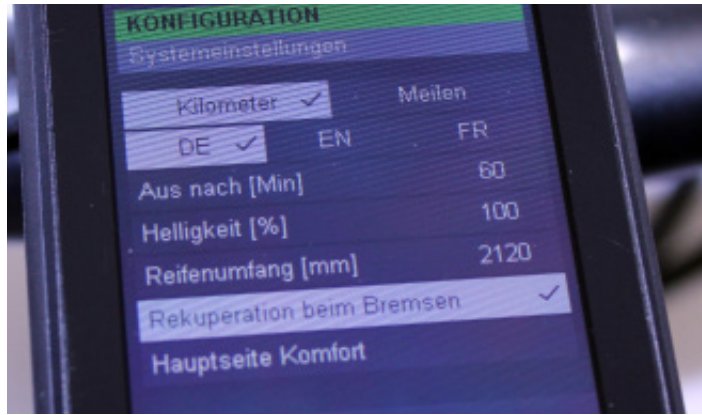 KONFIGURATION
Systemeinstellungen
Kilometer ✓ Meilen
DE ✓ EN FR
Aus nach [Min] 60
Helligkeit [%] 100
Reifenumfang [mm] 2120
Rekuperation beim Bremsen ✓
Hauptseite Komfort